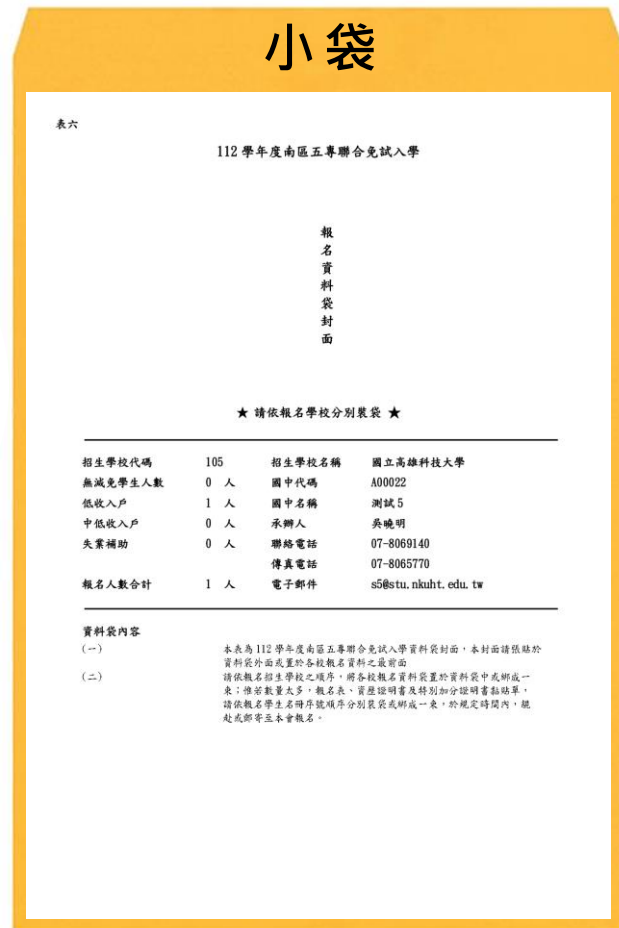 小袋
表六
112 學年度南區五專聯合免試入學
報名資料袋封面
★ 請依報名學校分別裝袋 ★
招生學校代碼 105 招生學校名稱 國立高雄科技大學
無減免學生人數 0 人 國中代碼 A00022
低收入戶 1 人 國中名稱 測試 5
中低收入戶 0 人 承辦人 吳曉明
失業補助 0 人 聯絡電話 07-8069140
傳真電話 07-8065770
報名人數合計 1 人 電子郵件 s5@stu.nkuht.edu.tw
資料袋內容
(一) 本表為 112 學年度南區五專聯合免試入學資料袋封面，本封面請張貼於
資料袋外面或置於各校報名資料之最前面
(二) 請依報名招生學校之順序，將各校報名資料袋置於資料袋中或綁成一
束；惟若數量太多，報名表、資歷證明書及特別加分證明書黏貼單，
請依報名學生名冊序號順序分別裝袋或綁成一束，於規定時間內，親
赴或郵寄至本會報名。